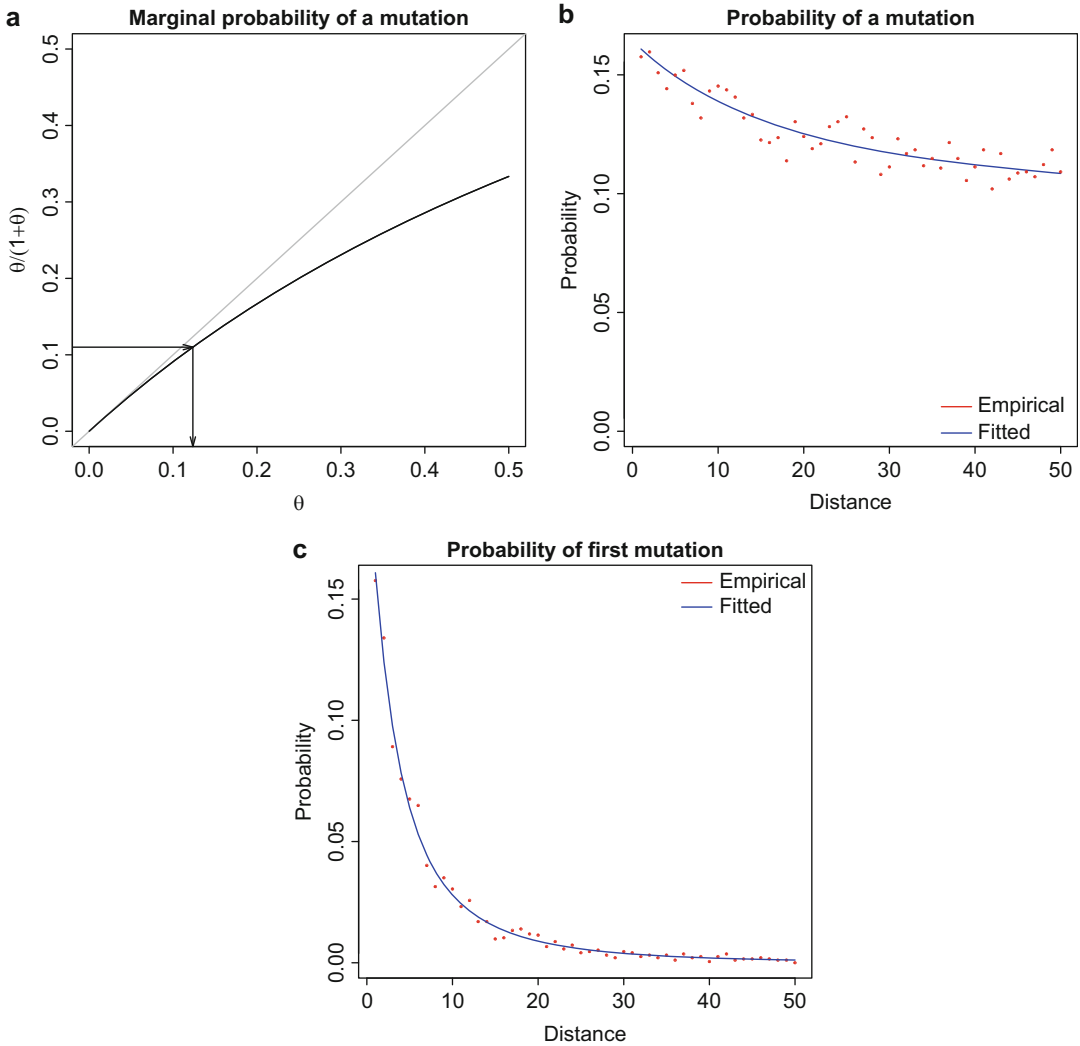 a
Marginal probability of a mutation
θ/(1+θ)
0.5
0.4
0.3
0.2
0.1
0.0
0.0 0.1 0.2 0.3 0.4 0.5
θ
b
Probability of a mutation
Probability
0.15
0.10
0.05
0.00
Empirical
Fitted
0 10 20 30 40 50
Distance
c
Probability of first mutation
Probability
0.15
0.10
0.05
0.00
Empirical
Fitted
0 10 20 30 40 50
Distance